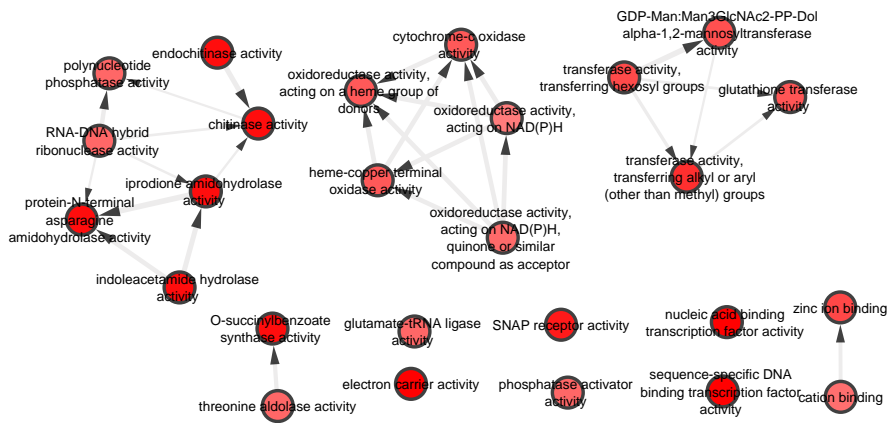 endochitinase activity
polynucleotide
phosphatase activity
chitinase activity
RNA-DNA hybrid
ribonuclease activity
iprodione amidohydrolase
activity
protein-N-terminal
asparagine
amidohydrolase activity
indoleacetamide hydrolase
activity
cytochrome-c oxidase
activity
oxidoreductase activity,
acting on a heme group of
donors
oxidoreductase activity,
acting on NAD(P)H
heme-copper terminal
oxidase activity
oxidoreductase activity,
acting on NAD(P)H,
quinone or similar
compound as acceptor
GDP-Man:Man3GlcNAc2-PP-Dol
alpha-1,2-mannosyltransferase
activity
transferase activity,
transferring hexosyl groups
glutathione transferase
activity
transferase activity,
transferring alkyl or aryl
(other than methyl) groups
O-succinylbenzoate
synthase activity
threonine aldolase activity
glutamate-tRNA ligase
activity
electron carrier activity
SNAP receptor activity
phosphatase activator
activity
nucleic acid binding
transcription factor activity
sequence-specific DNA
binding transcription factor
activity
zinc ion binding
cation binding